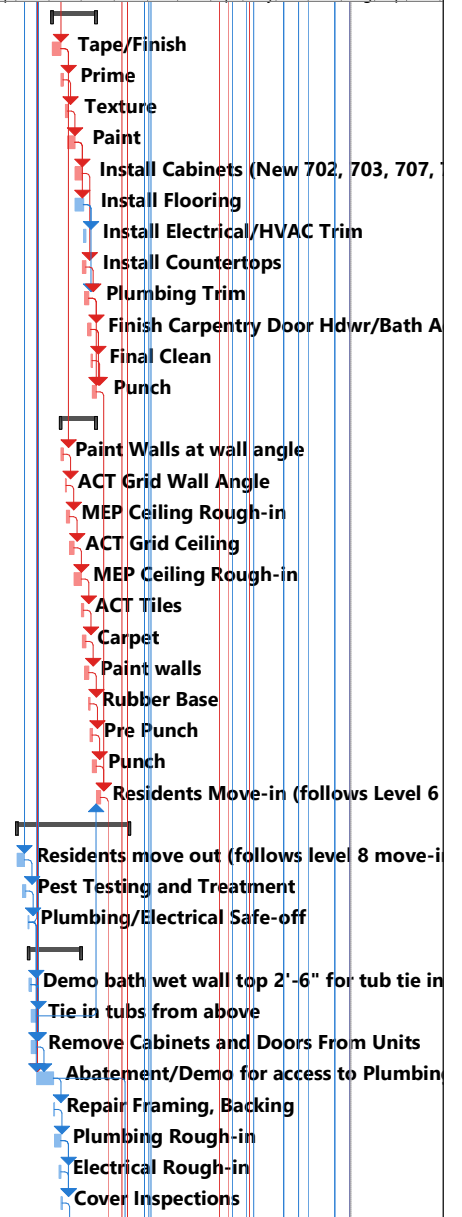 Tape/Finish
Prime
Texture
Paint
Install Cabinets (New 702, 703, 707,
Install Flooring
Install Electrical/HVAC Trim
Install Countertops
Plumbing Trim
Finish Carpentry Door Hdwr/Bath A
Final Clean
Punch
Paint Walls at wall angle
ACT Grid Wall Angle
MEP Ceiling Rough-in
ACT Grid Ceiling
MEP Ceiling Rough-in
ACT Tiles
Carpet
Paint walls
Rubber Base
Pre Punch
Punch
Residents Move-in (follows Level 6
Residents move out (follows level 8 move-i
Pest Testing and Treatment
Plumbing/Electrical Safe-off
Demo bath wet wall top 2'-6" for tub tie in
Tie in tubs from above
Remove Cabinets and Doors From Units
Abatement/Demo for access to Plumbing
Repair Framing, Backing
Plumbing Rough-in
Electrical Rough-in
Cover Inspections